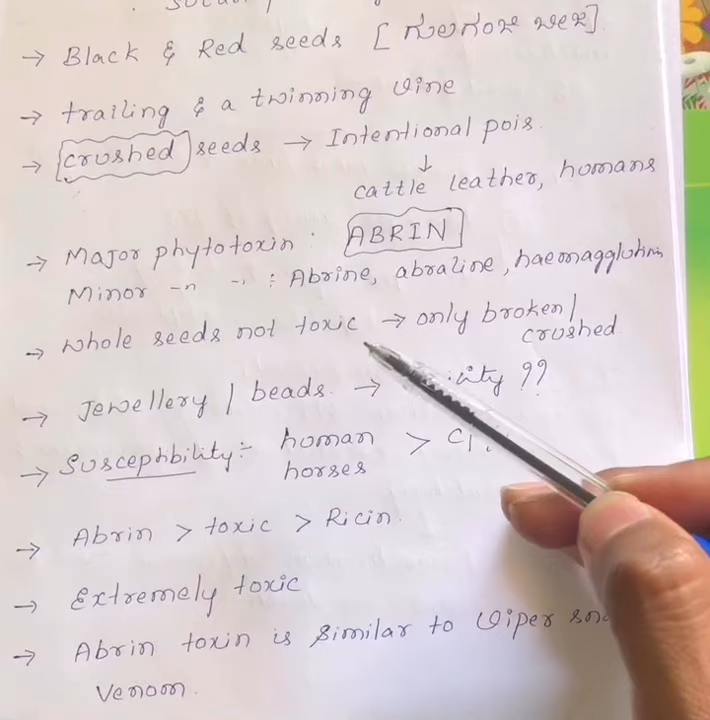 → Black & Red seeds [ಗುಲಗಂಜಿ ಬೀಜ].
→ trailing & a twinning vine
→ crushed seeds → Intentional pois.
↓
cattle leather, homans
→ Major phytotoxin : ABRIN
Minor -〃 -. : Abrine, abraline, haemagglutinin
→ Whole seeds not toxic → only broken/
crushed
→ Jewellery / beads. → ??
→ Susceptibility :- homan >
horses
→ Abrin > toxic > Ricin.
→ Extremely toxic
→ Abrin toxin is similar to Viper
Venom.